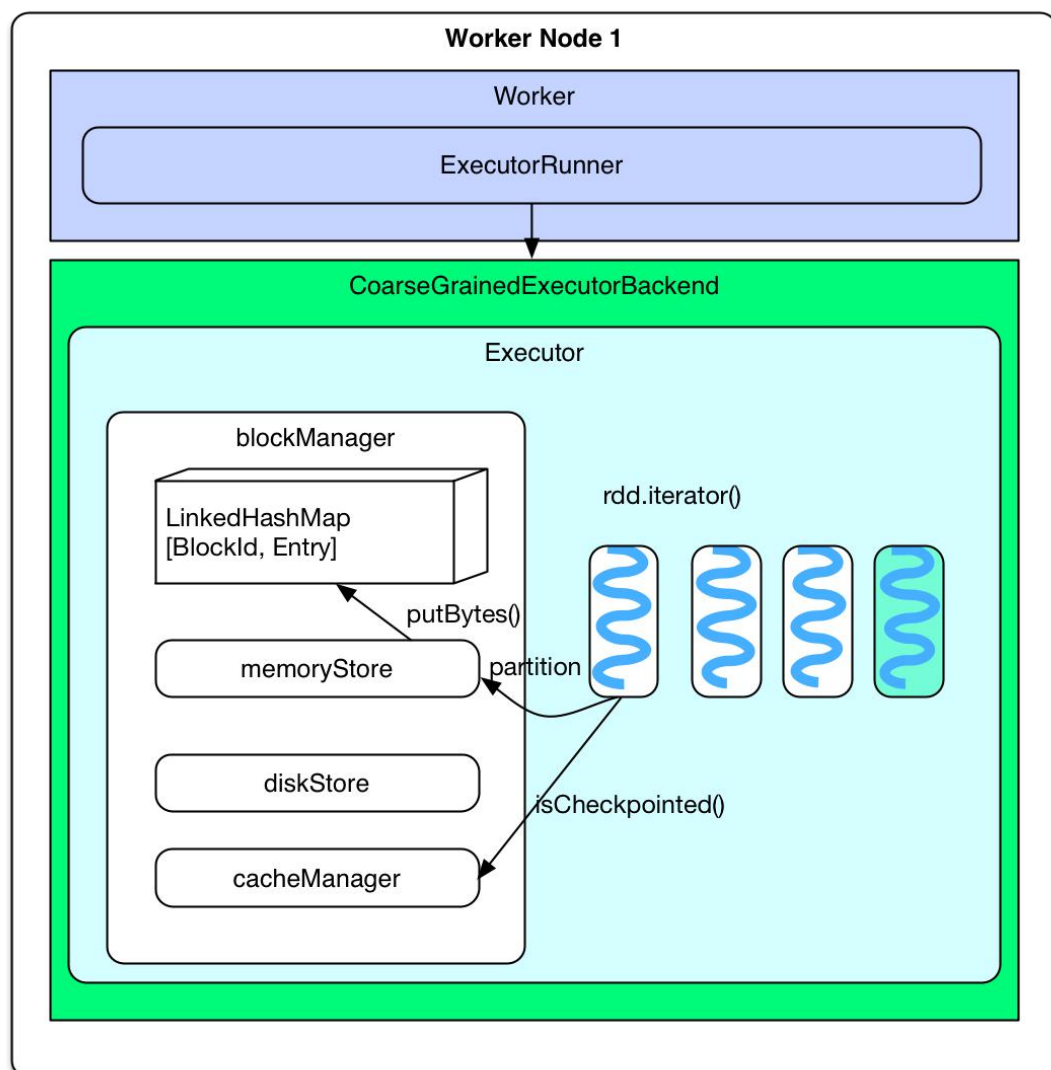 Worker Node 1
Worker
ExecutorRunner
CoarseGrainedExecutorBackend
Executor
blockManager
LinkedHashMap
[BlockId, Entry]
rdd.iterator()
putBytes()
memoryStore
partition
diskStore
isCheckpointed()
cacheManager